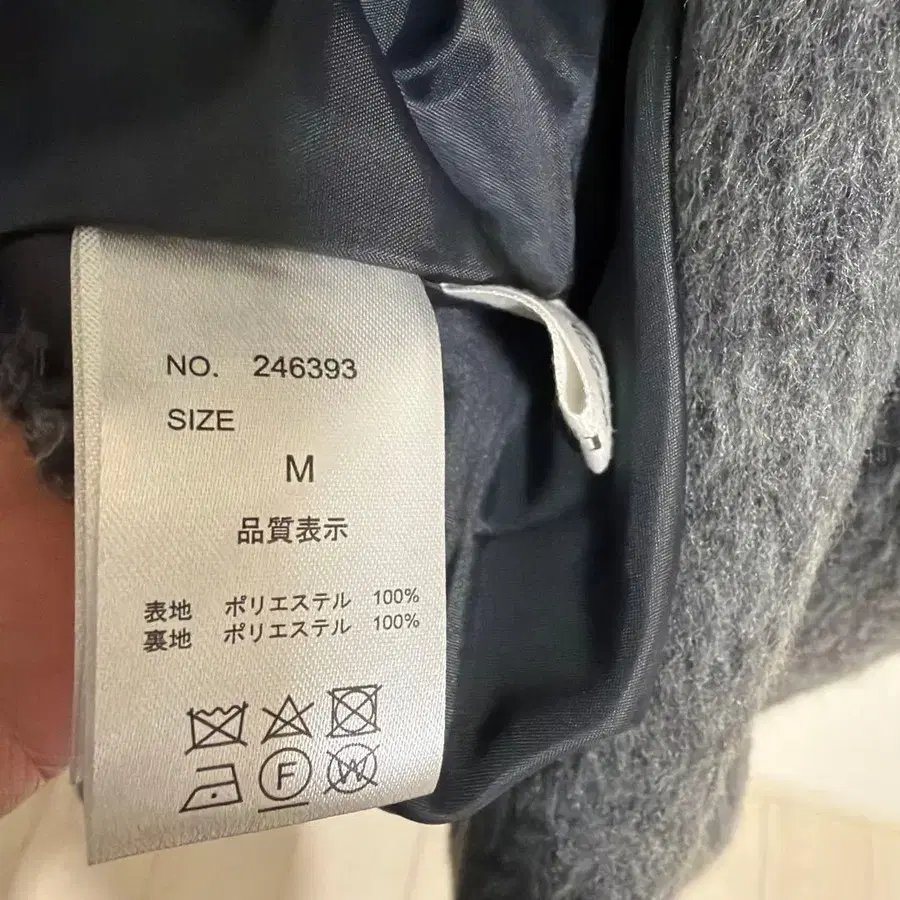 NO. 246393
SIZE
M
品質表示
表地 ポリエステル 100%
裏地 ポリエステル 100%
F
W